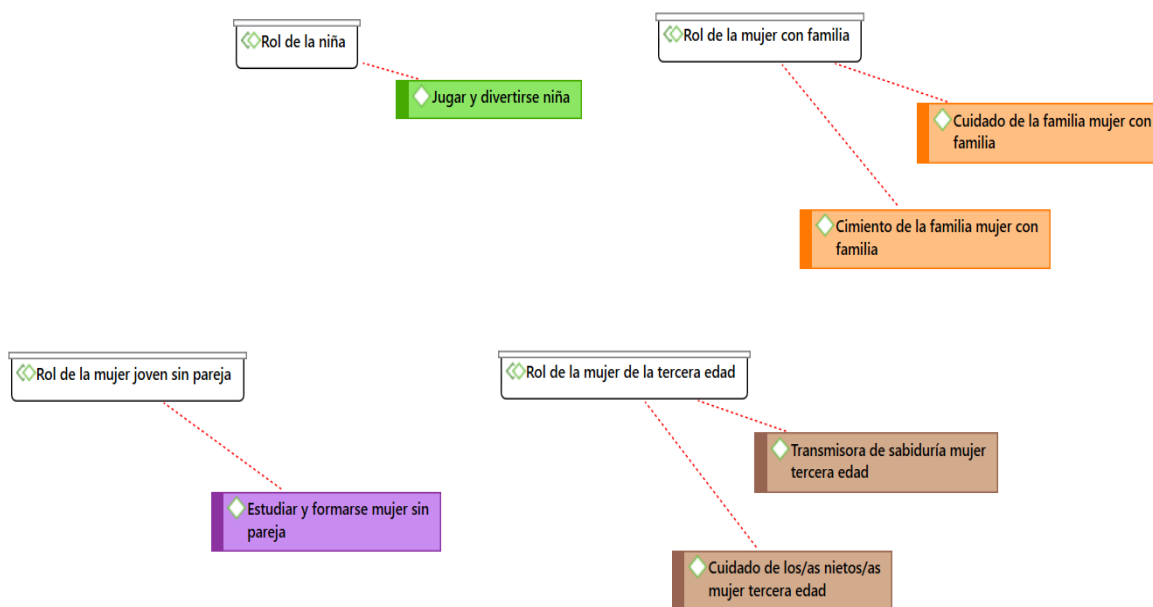 Rol de la niña
Jugar y divertirse niña
Rol de la mujer con familia
Cuidado de la familia mujer con
familia
Cimiento de la familia mujer con
familia
Rol de la mujer joven sin pareja
Estudiar y formarse mujer sin
pareja
Rol de la mujer de la tercera edad
Transmisora de sabiduría mujer
tercera edad
Cuidado de los/as nietos/as
mujer tercera edad